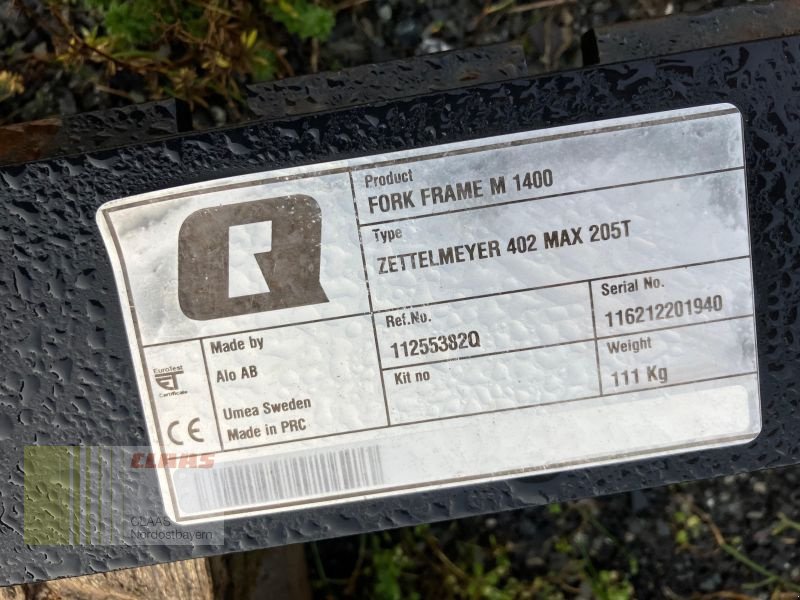 Product
FORK FRAME M 1400
Type
ZETTELMEYER 402 MAX 205T
Made by
Alo AB
Umea Sweden
Made in PRC
EuroTest
Certificate
CE
Ref.No.
11255382Q
Serial No.
116212201940
Kit no
Weight
111 Kg
CLAAS
CLAAS
Nordostbayern